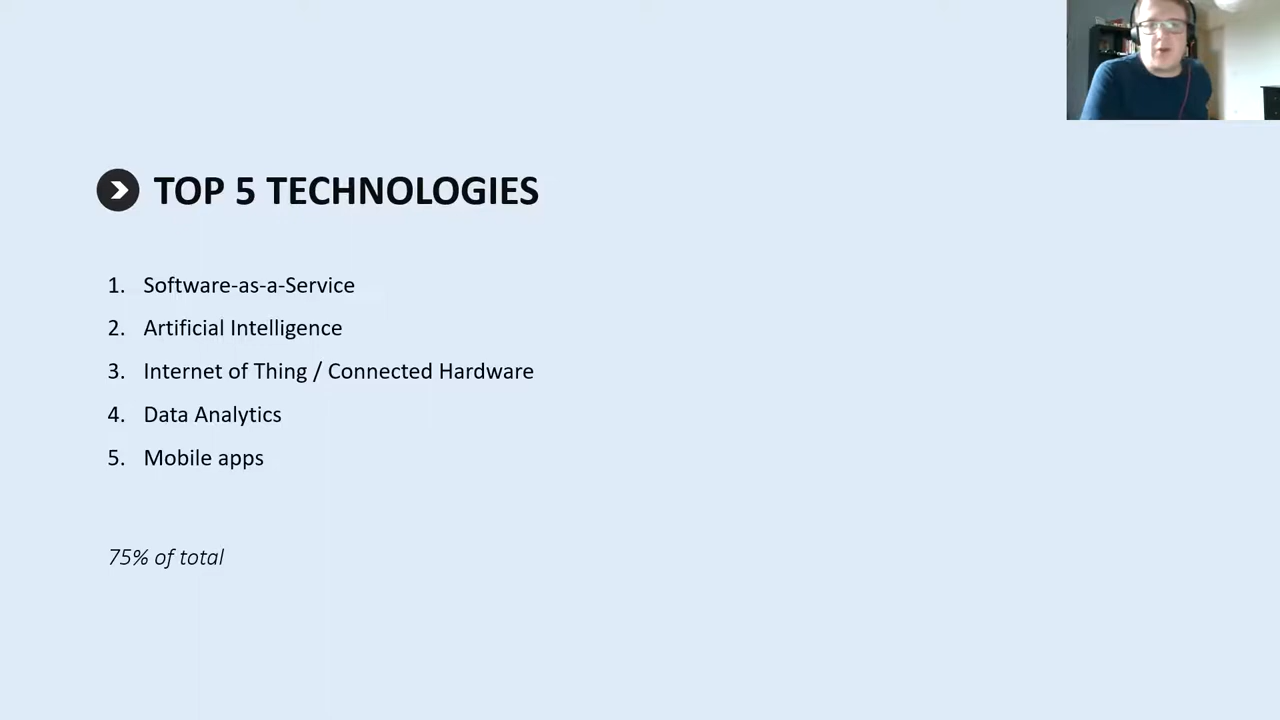 TOP 5 TECHNOLOGIES
1. Software-as-a-Service
2. Artificial Intelligence
3. Internet of Thing / Connected Hardware
4. Data Analytics
5. Mobile apps
75% of total